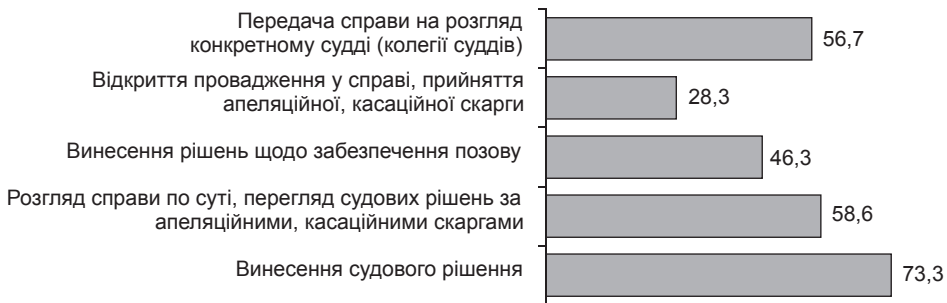 Передача справи на розгляд
конкретному судді (колегії суддів)
56,7
Відкриття провадження у справі, прийняття
апеляційної, касаційної скарги
28,3
Винесення рішень щодо забезпечення позову
46,3
Розгляд справи по суті, перегляд судових рішень за
апеляційними, касаційними скаргами
58,6
Винесення судового рішення
73,3